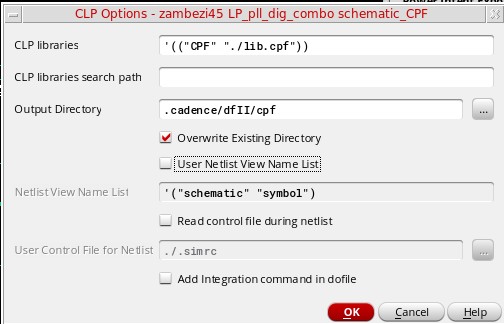 CLP Options - zambezi45 LP_pll_dig_combo schematic_CPF
CLP libraries '(("CPF" "./lib.cpf"))
CLP libraries search path
Output Directory .cadence/dfII/cpf ...
Overwrite Existing Directory
User Netlist View Name List
Netlist View Name List '("schematic" "symbol")
Read control file during netlist
User Control File for Netlist ./.simrc ...
Add Integration command in dofile
OK Cancel Help